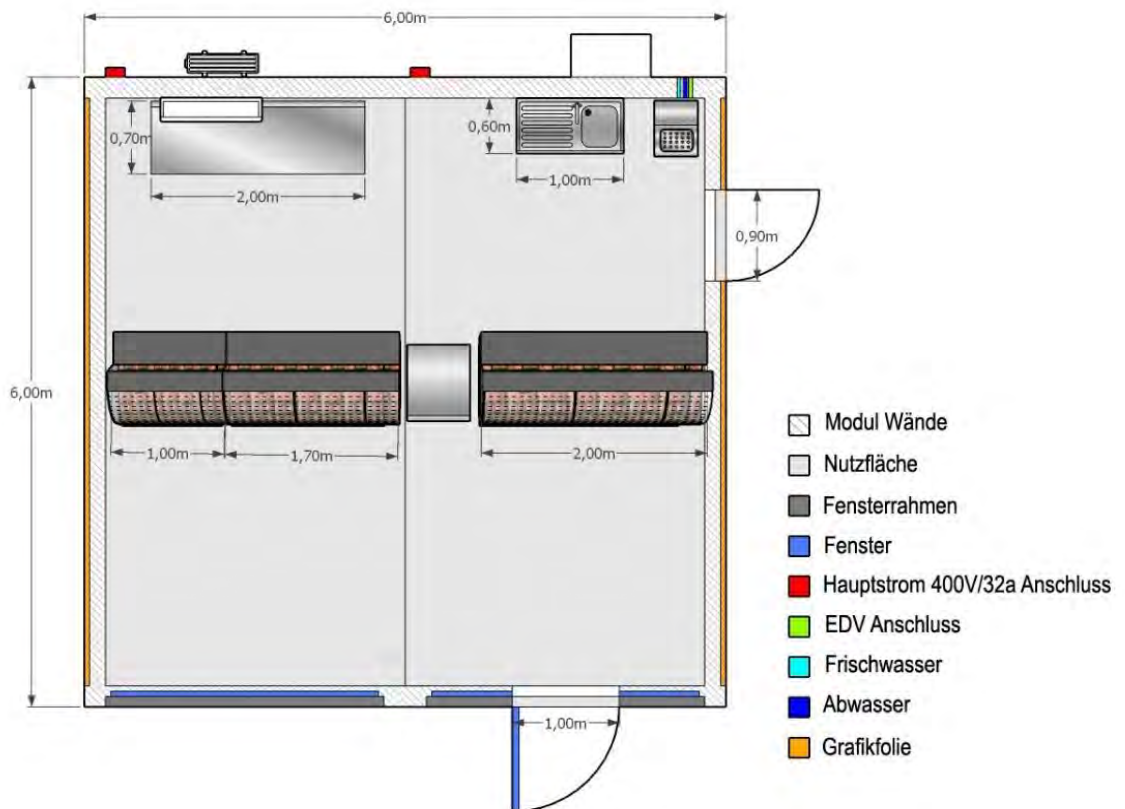 6,00m
0,70m
0,60m
2,00m
1,00m
0,90m
6,00m
1,00m
1,70m
2,00m
1,00m
Modul Wände
Nutzfläche
Fensterrahmen
Fenster
Hauptstrom 400V/32a Anschluss
EDV Anschluss
Frischwasser
Abwasser
Grafikfolie